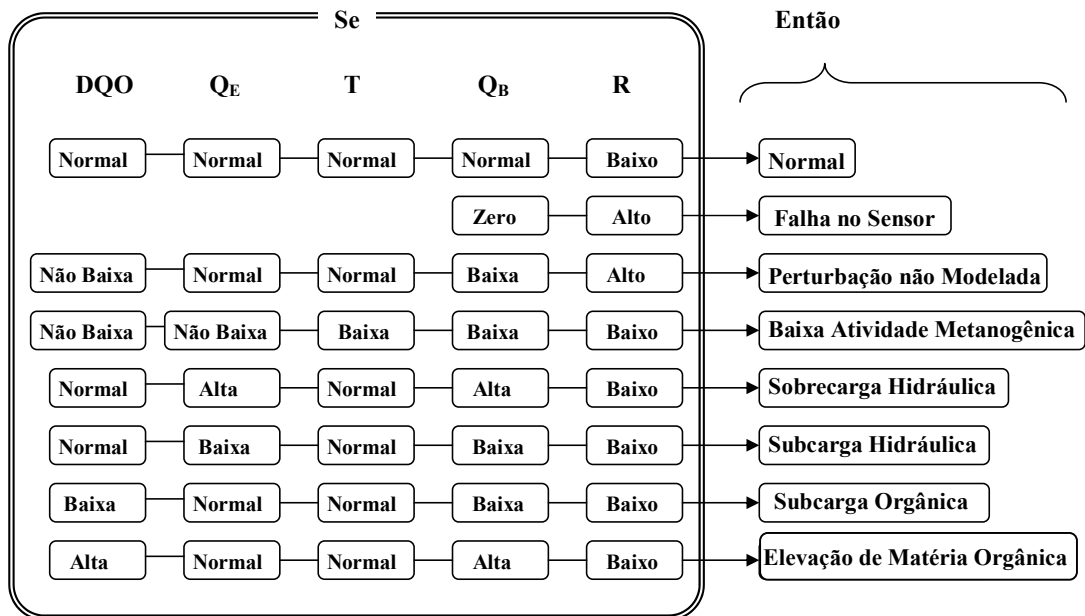 Se Então
DQO Q_E T Q_B R
Normal Normal Normal Normal Baixo Normal
Zero Alto Falha no Sensor
Não Baixa Normal Normal Baixa Alto Perturbação não Modelada
Não Baixa Não Baixa Baixa Baixa Baixo Baixa Atividade Metanogênica
Normal Alta Normal Alta Baixo Sobrecarga Hidráulica
Normal Baixa Normal Baixa Baixo Subcarga Hidráulica
Baixa Normal Normal Baixa Baixo Subcarga Orgânica
Alta Normal Normal Alta Baixo Elevação de Matéria Orgânica